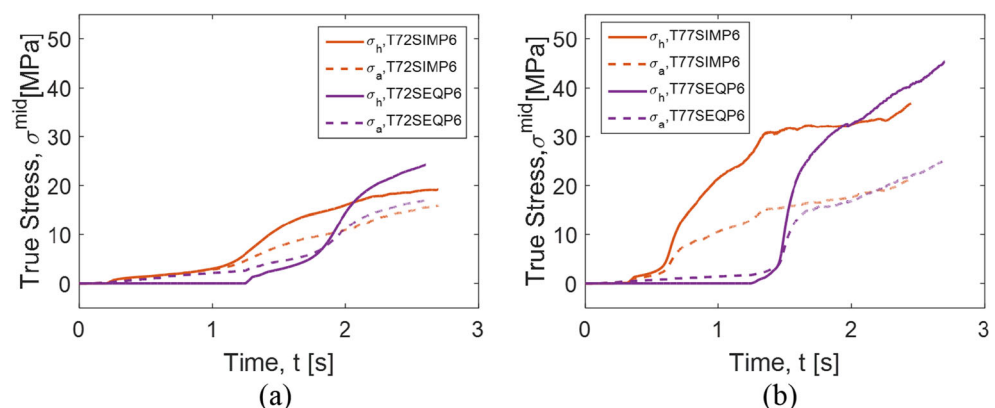 50
40
30
20
10
0
True Stress, σ^mid[MPa]
σh,T72SIMP6
σa,T72SIMP6
σh,T72SEQP6
σa,T72SEQP6
0 1 2 3
Time, t [s]
(a)
50
40
30
20
10
0
True Stress,σ^mid[MPa]
σh,T77SIMP6
σa,T77SIMP6
σh,T77SEQP6
σa,T77SEQP6
0 1 2 3
Time, t [s]
(b)